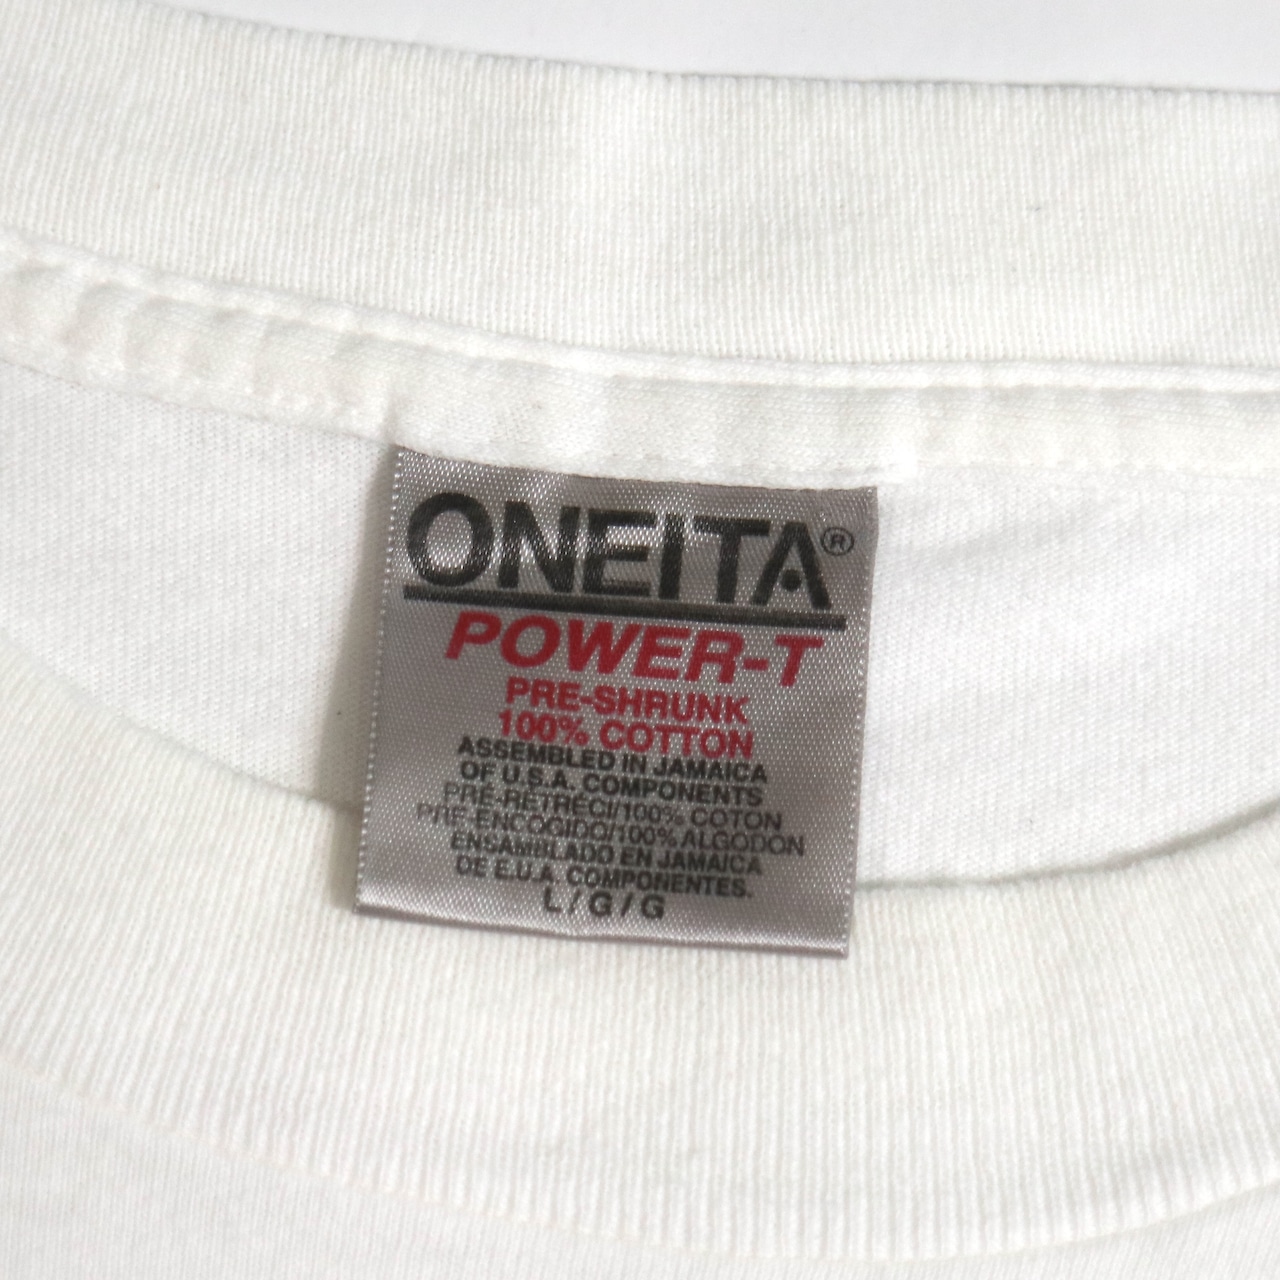 ONEITA®
POWER-T
PRE-SHRUNK
100% COTTON
ASSEMBLED IN JAMAICA
OF U.S.A. COMPONENTS
PRÉ-RÉTRÉCI/100% COTON
PRE-ENCOGIDO/100% ALGODON
ENSAMBLADO EN JAMAICA
DE E.U.A. COMPONENTES.
L/G/G